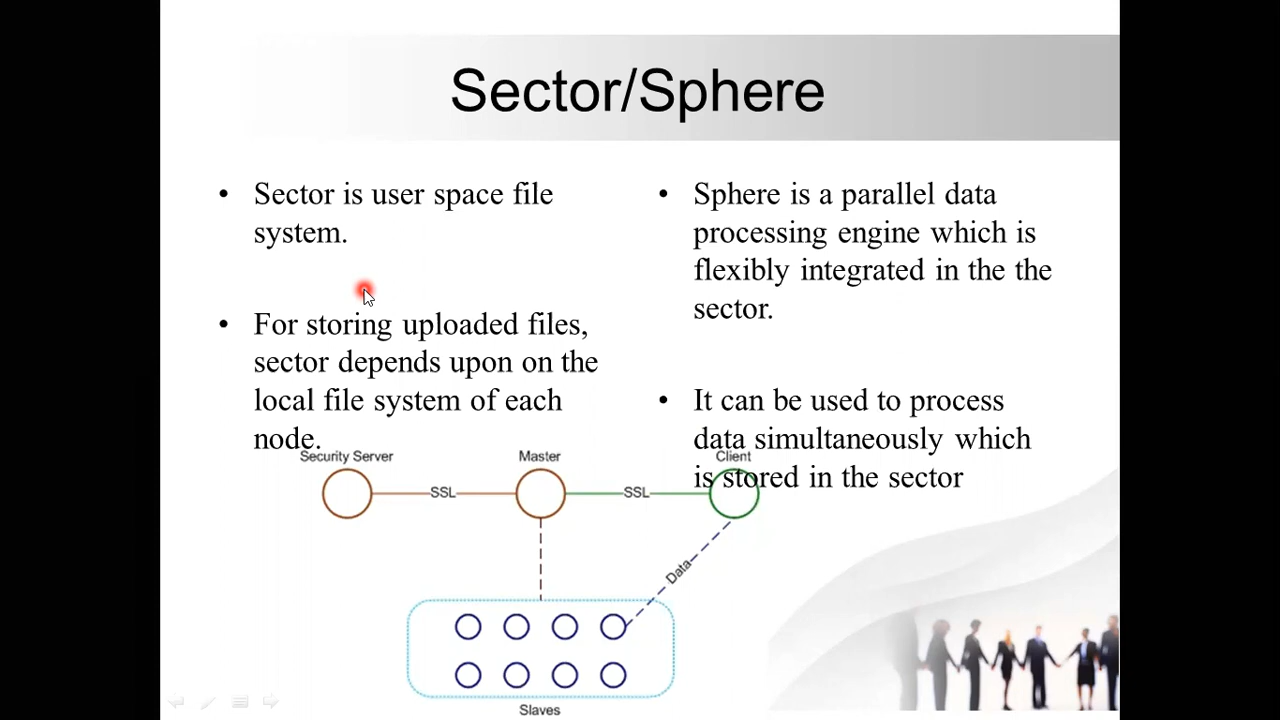 Sector/Sphere
• Sector is user space file
system.
• For storing uploaded files,
sector depends upon on the
local file system of each
node.
• Sphere is a parallel data
processing engine which is
flexibly integrated in the the
sector.
• It can be used to process
data simultaneously which
is stored in the sector
Security Server
Master
Client
SSL
SSL
Data
Slaves